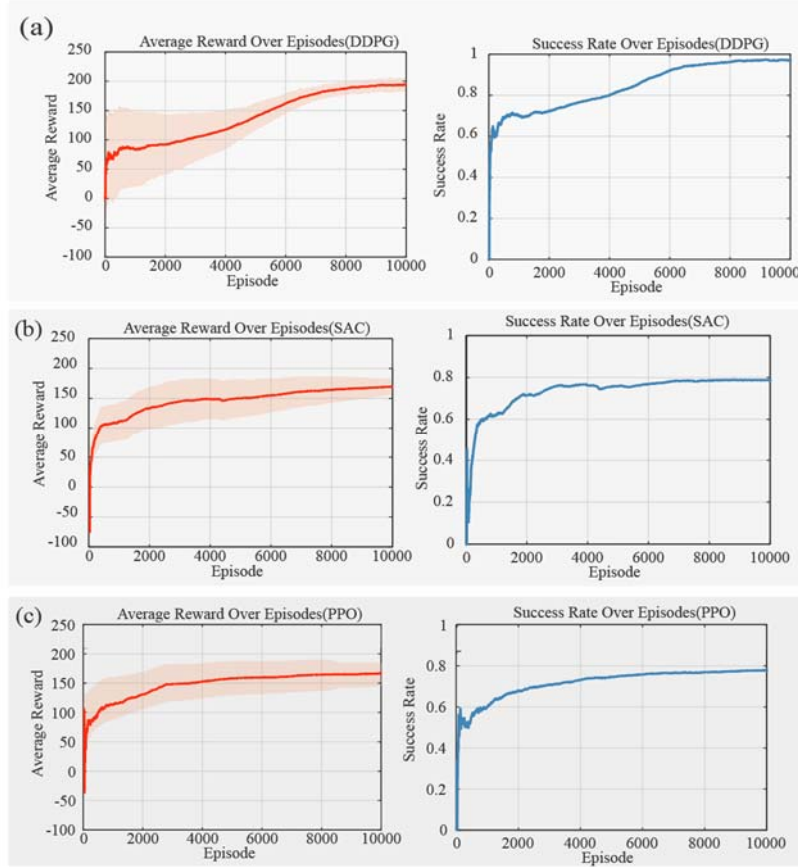 (a)
Average Reward Over Episodes(DDPG)
250
200
150
100
50
0
-50
-100
Average Reward
0 2000 4000 6000 8000 10000
Episode
Success Rate Over Episodes(DDPG)
1
0.8
0.6
0.4
0.2
0
Success Rate
0 2000 4000 6000 8000 10000
Episode
(b)
Average Reward Over Episodes(SAC)
250
200
150
100
50
0
-50
-100
Average Reward
0 2000 4000 6000 8000 10000
Episode
Success Rate Over Episodes(SAC)
1
0.8
0.6
0.4
0.2
0
Success Rate
0 2000 4000 6000 8000 10000
Episode
(c)
Average Reward Over Episodes(PPO)
250
200
150
100
50
0
-50
-100
Average Reward
0 2000 4000 6000 8000 10000
Episode
Success Rate Over Episodes(PPO)
1
0.8
0.6
0.4
0.2
0
Success Rate
0 2000 4000 6000 8000 10000
Episode